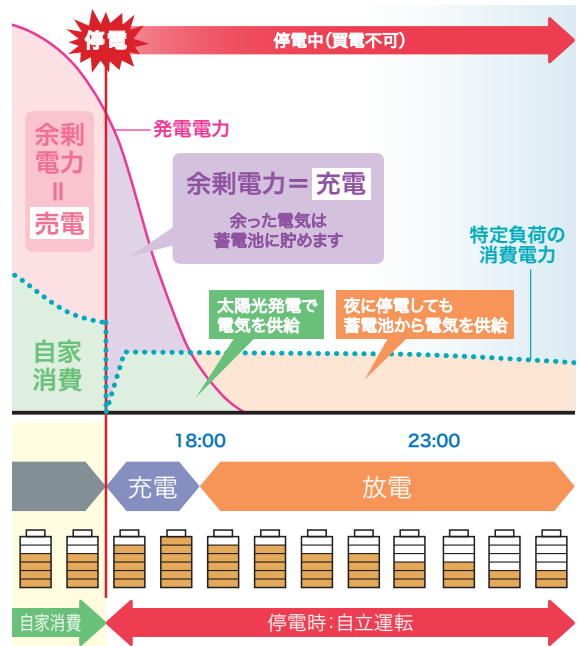 停電
停電中(買電不可)
発電電力
余剰
電力
＝
売電
余剰電力＝充電
余った電気は
蓄電池に貯めます
特定負荷の
消費電力
太陽光発電で
電気を供給
夜に停電しても
蓄電池から電気を供給
自家
消費
18:00
23:00
充電
放電
自家消費
停電時：自立運転